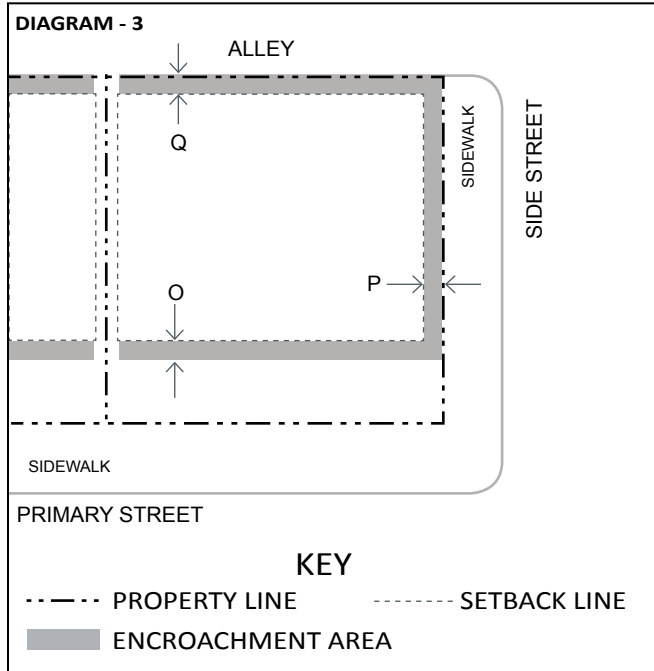 DIAGRAM - 3
ALLEY
Q
SIDEWALK
SIDE STREET
P
O
SIDEWALK
PRIMARY STREET
KEY
PROPERTY LINE
SETBACK LINE
ENCROACHMENT AREA